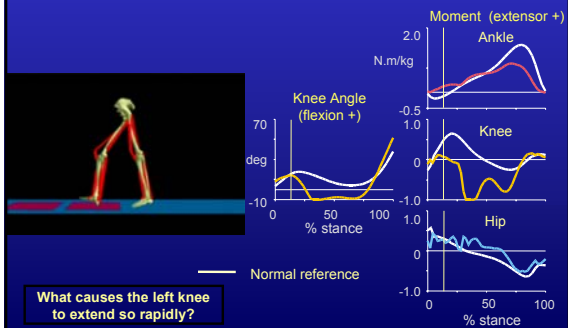 Moment (extensor +)
2.0
Ankle
N.m/kg
-0.5
Knee Angle
(flexion +)
70
deg
-10
0
50
100
% stance
1.0
Knee
0
-1.0
1.0
Hip
0
-1.0
0
50
100
% stance
Normal reference
What causes the left knee
to extend so rapidly?